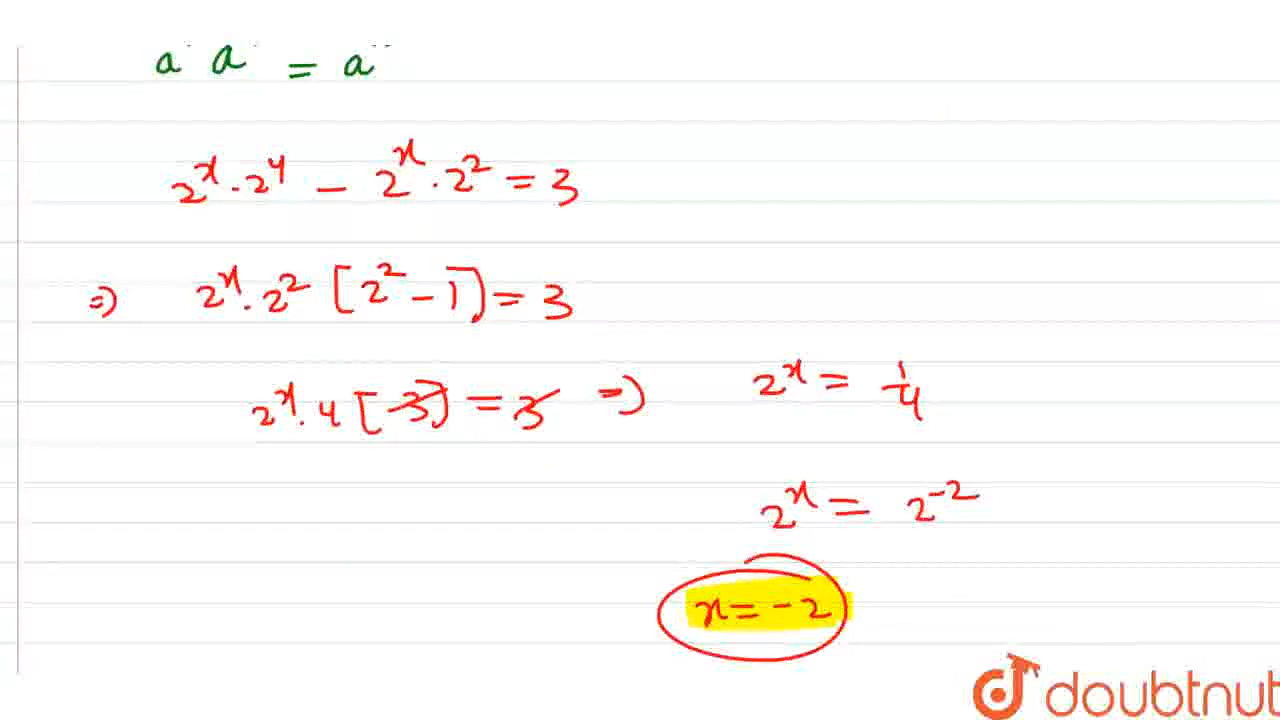 a a = a
2^x · 2^4 - 2^x · 2^2 = 3
⇒ 2^x · 2^2 [2^2 - 1] = 3
2^x · 4 [3] = 3 ⇒ 2^x = 1/4
2^x = 2^-2
x = -2
doubtnut